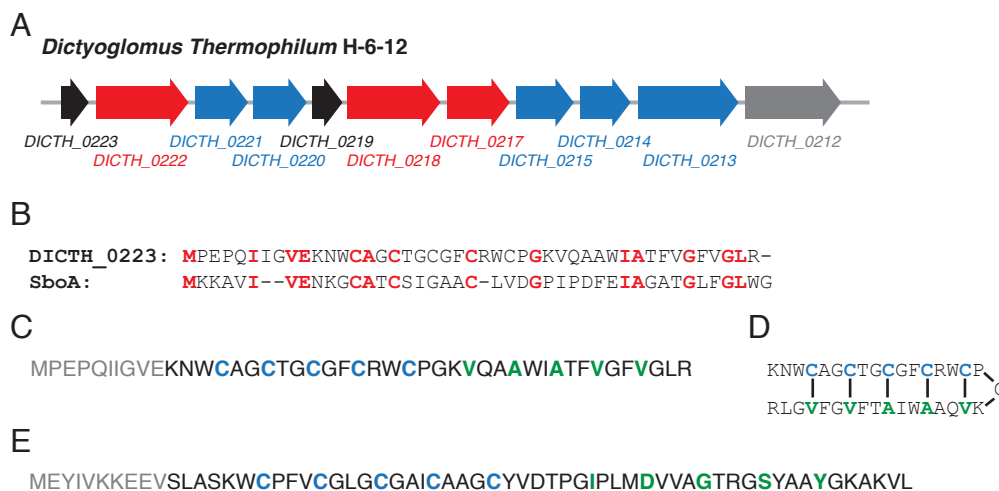 A
Dictyoglomus Thermophilum H-6-12
DICTH_0223 DICTH_0221 DICTH_0219 DICTH_0217 DICTH_0214 DICTH_0212
DICTH_0222 DICTH_0220 DICTH_0218 DICTH_0215 DICTH_0213
B
DICTH_0223: MPEPQIIGVEKNWCAGCTGCGFCRWCPGKVQAAWIATFVGFVGLR-
SboA: MKKAVI--VENKGCATCSIGAAC-LVDGPIPDFEIAGATGLFGLWG
C
MPEPQIIGVEKNWCAGCTGCGFCRWCPGKVQAAWIATFVGFVGLR
D
KNWCAGCTGCGFCRWCP
RLGVFGVFTAIWAAQVK
E
MEYIVKKEEVSLASKWCPFVCGLGCGAICAAGCYVDTPGIPLMDVVAGTRGSYAAYGKAKVL